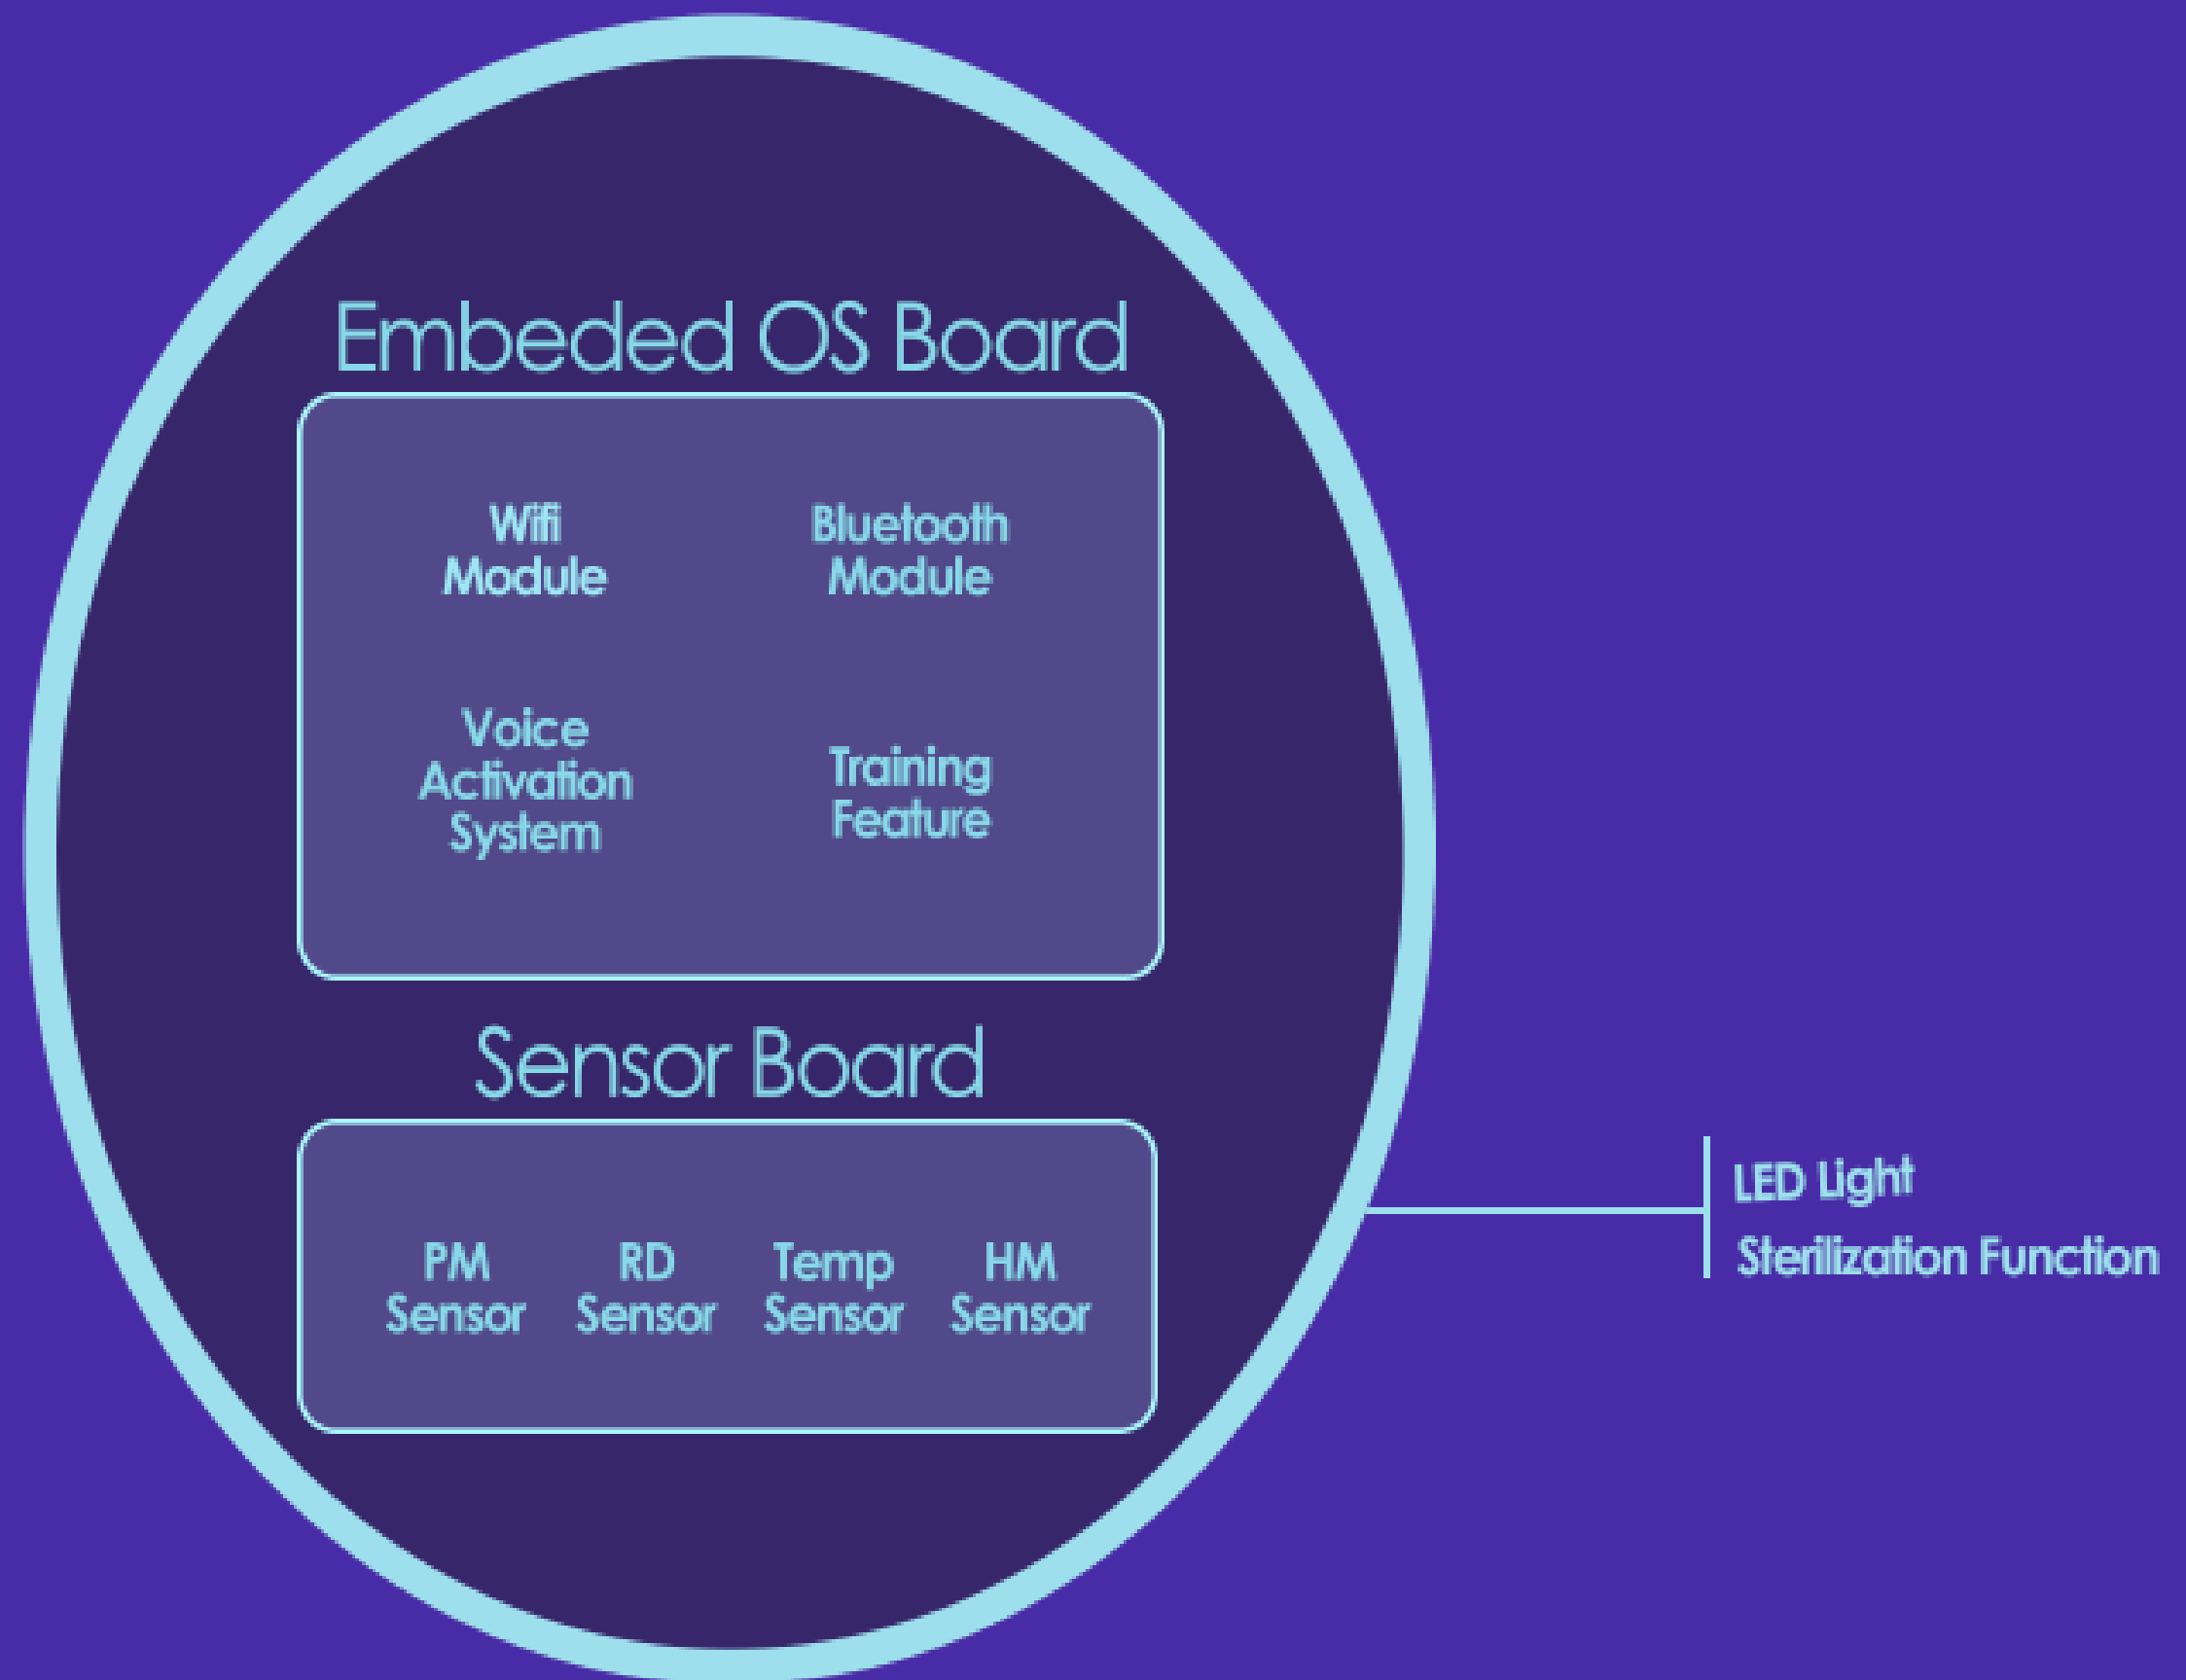 Embeded OS Board
Wifi
Module
Bluetooth
Module
Voice
Activation
System
Training
Feature
Sensor Board
PM
Sensor
RD
Sensor
Temp
Sensor
HM
Sensor
LED Light
Sterilization Function